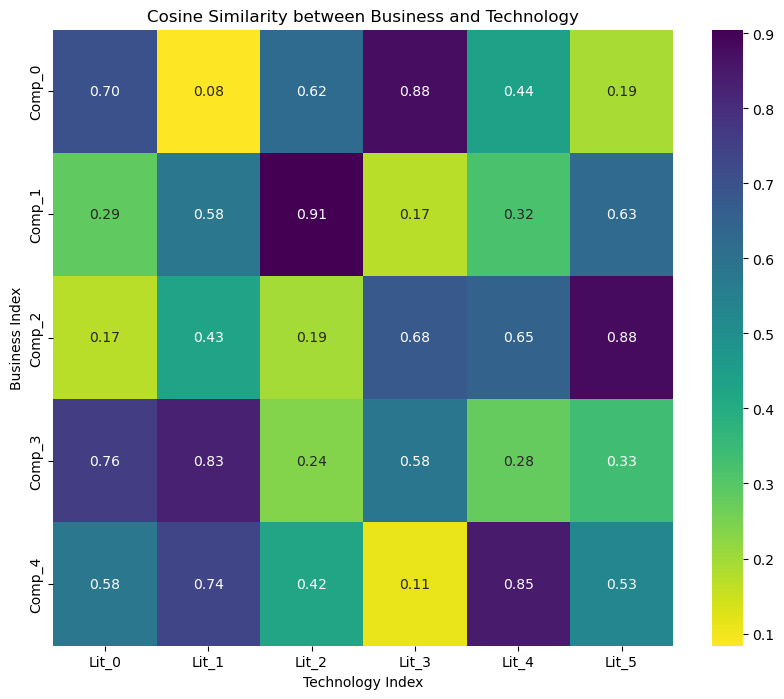 Cosine Similarity between Business and Technology
Business Index
Comp_0
0.70 0.08 0.62 0.88 0.44 0.19
Comp_1
0.29 0.58 0.91 0.17 0.32 0.63
Comp_2
0.17 0.43 0.19 0.68 0.65 0.88
Comp_3
0.76 0.83 0.24 0.58 0.28 0.33
Comp_4
0.58 0.74 0.42 0.11 0.85 0.53
Lit_0 Lit_1 Lit_2 Lit_3 Lit_4 Lit_5
Technology Index
0.9
0.8
0.7
0.6
0.5
0.4
0.3
0.2
0.1